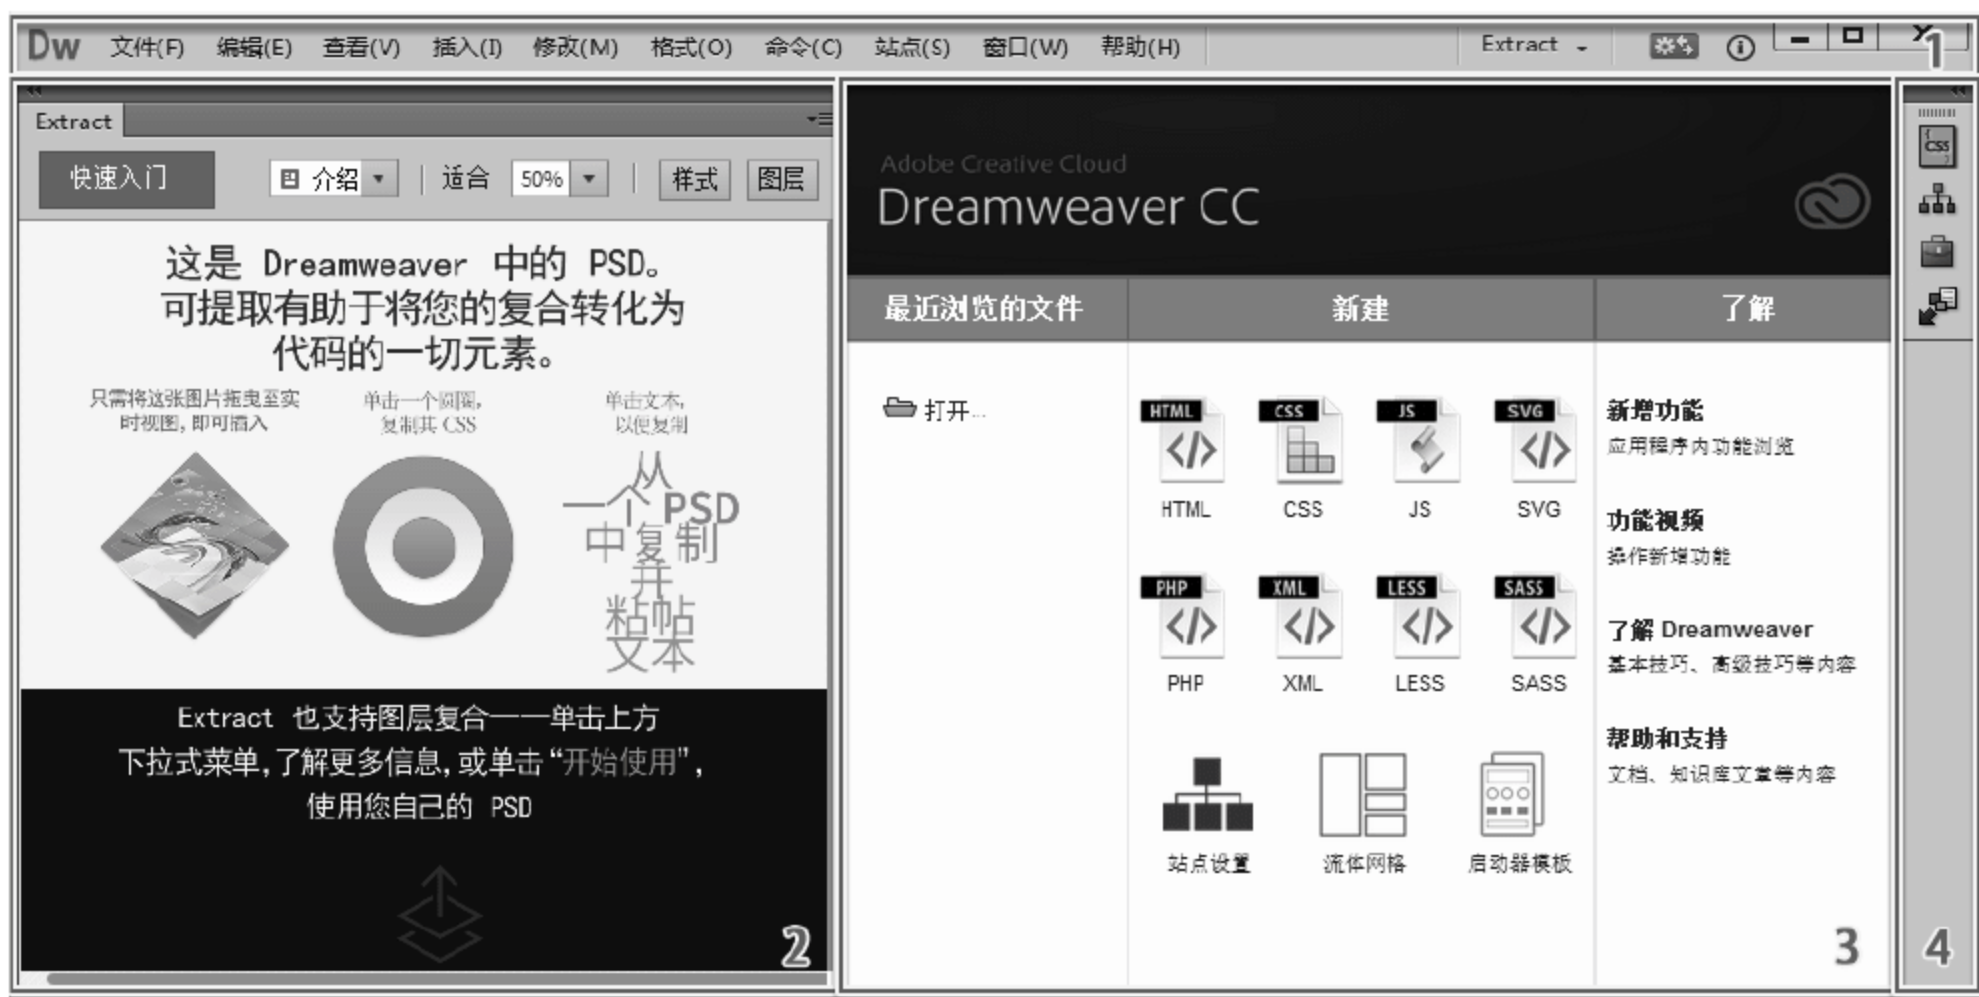 Dw 文件(F) 编辑(E) 查看(V) 插入(I) 修改(M) 格式(O) 命令(C) 站点(S) 窗口(W) 帮助(H) Extract
1
Extract
快速入门 介绍 适合 50% 样式 图层
这是 Dreamweaver 中的 PSD。
可提取有助于将您的复合转化为
代码的一切元素。
只需将这张图片拖曳至实
时视图，即可插入
单击一个圆圈，
复制其 CSS
单击文本，
以便复制
从
一个 PSD
中复制
并
粘帖
文本
Extract 也支持图层复合——单击上方
下拉式菜单，了解更多信息，或单击“开始使用”，
使用您自己的 PSD
2
Adobe Creative Cloud
Dreamweaver CC
最近浏览的文件 新建 了解
打开...
HTML CSS JS SVG
HTML CSS JS SVG
PHP XML LESS SASS
PHP XML LESS SASS
站点设置 流体网格 启动器模板
新增功能
应用程序内功能浏览
功能视频
操作新增功能
了解 Dreamweaver
基本技巧、高级技巧等内容
帮助和支持
文档、知识库文章等内容
3
CSS
4